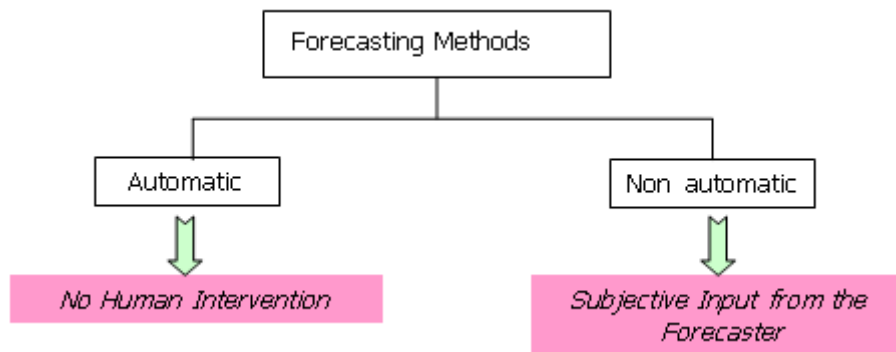 Forecasting Methods
Automatic
Non automatic
No Human Intervention
Subjective Input from the
Forecaster